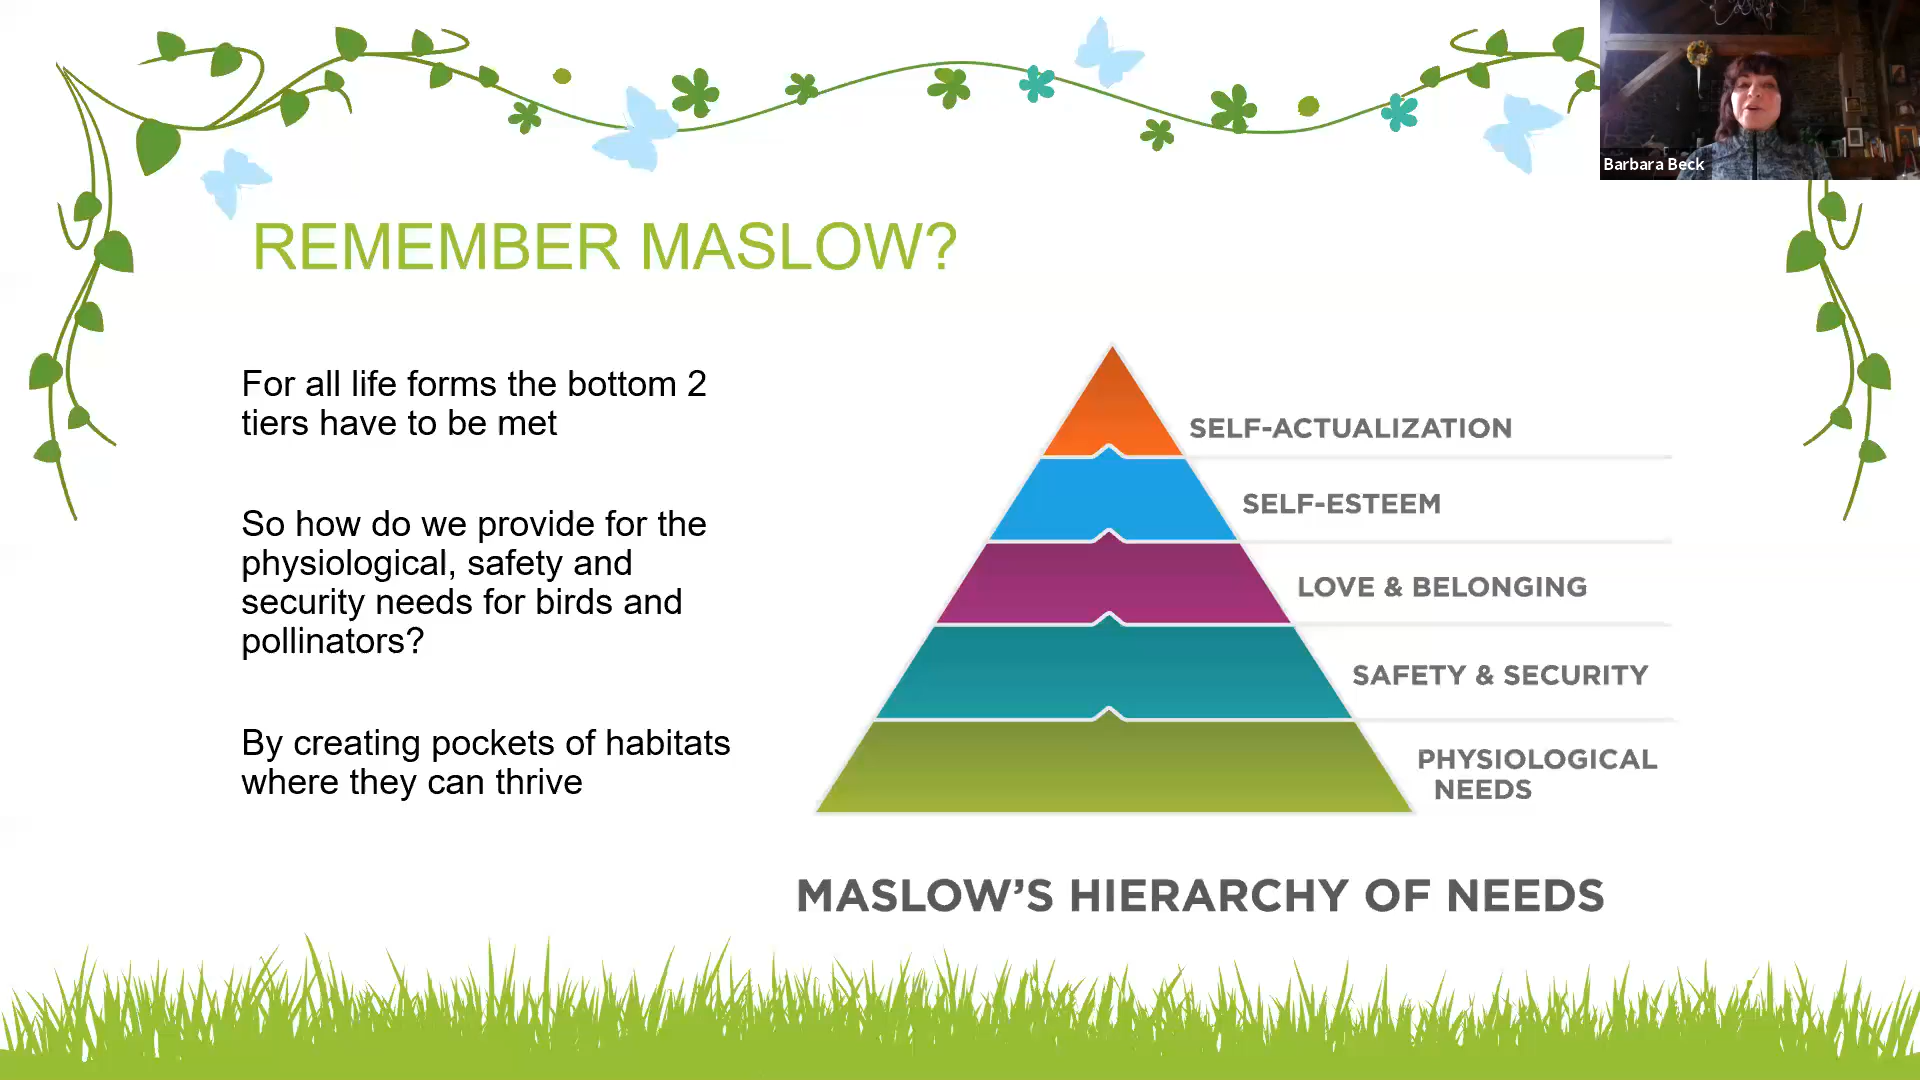 Barbara Beck
REMEMBER MASLOW?
For all life forms the bottom 2
tiers have to be met
So how do we provide for the
physiological, safety and
security needs for birds and
pollinators?
By creating pockets of habitats
where they can thrive
SELF-ACTUALIZATION
SELF-ESTEEM
LOVE & BELONGING
SAFETY & SECURITY
PHYSIOLOGICAL
NEEDS
MASLOW’S HIERARCHY OF NEEDS